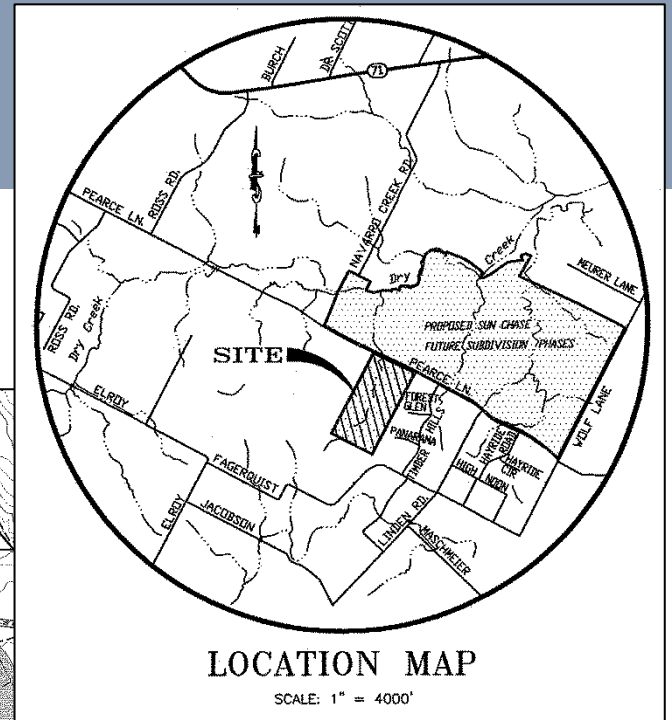 BURCH
DR SCOTT
71
ROSS RD.
PEARCE LN.
NAVARRO CREEK RD.
Dry
Creek
MEURER LANE
ROSS RD.
Dry Creek
PROPOSED SUN CHASE
FUTURE SUBDIVISION PHASES
SITE
PEARCE LN.
WOLF LANE
ELROY
FOREST
GLEN
HILLS
PANARAMA
TIMBER
HAYRIDE
ROAD
HAYRIDE
CIR
HIGH
NOON
FAGERQUIST
ELROY
JACOBSON
LINDEN RD.
MASCHMEIER
LOCATION MAP
SCALE: 1" = 4000'